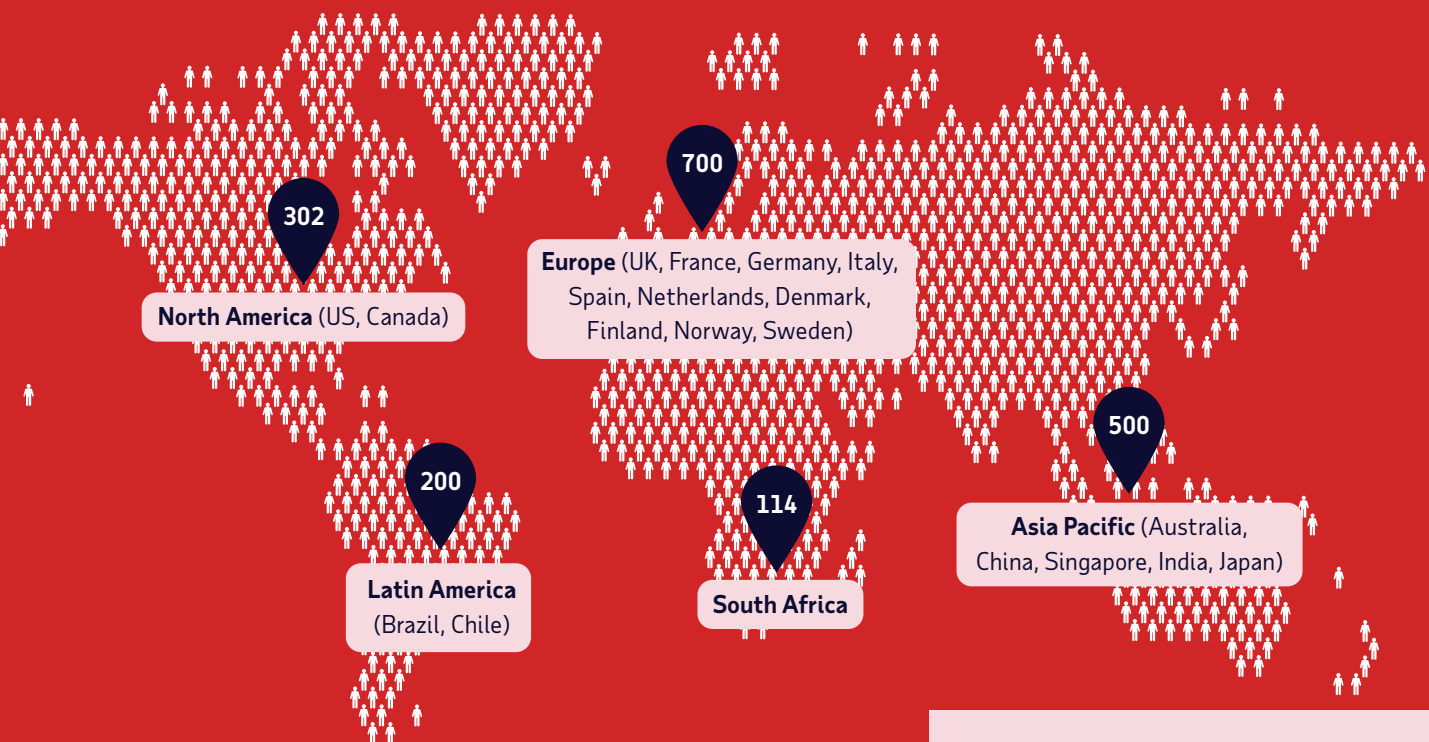 700
Europe (UK, France, Germany, Italy,
Spain, Netherlands, Denmark,
Finland, Norway, Sweden)
302
North America (US, Canada)
500
Asia Pacific (Australia,
China, Singapore, India, Japan)
200
Latin America
(Brazil, Chile)
114
South Africa